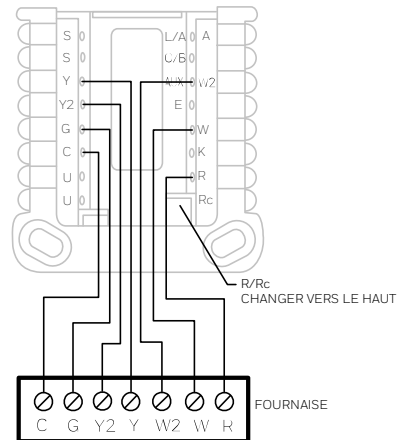 S L/A A
S O/B
Y AUX W2
Y2 E
G W
C K
U R
U Rc
R/Rc
CHANGER VERS LE HAUT
FOURNAISE
C G Y2 Y W2 W R